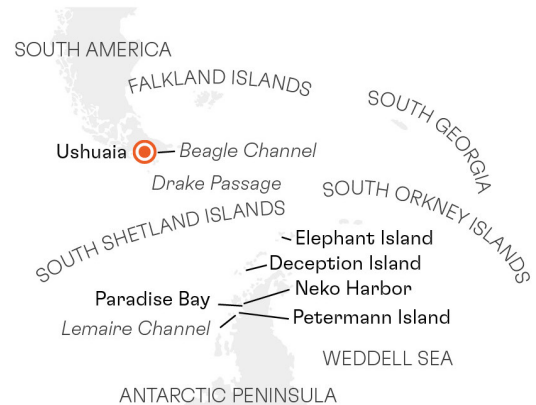 SOUTH AMERICA
FALKLAND ISLANDS
SOUTH GEORGIA
Ushuaia
Beagle Channel
Drake Passage
SOUTH ORKNEY ISLANDS
SOUTH SHETLAND ISLANDS
Elephant Island
Deception Island
Neko Harbor
Paradise Bay
Petermann Island
Lemaire Channel
WEDDELL SEA
ANTARCTIC PENINSULA